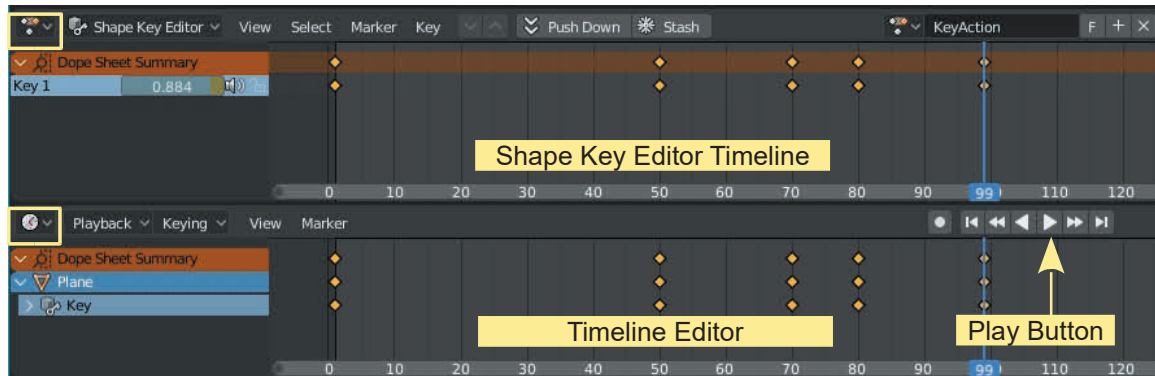 Shape Key Editor View Select Marker Key Push Down Stash KeyAction F
Dope Sheet Summary
Key 1 0.884
Shape Key Editor Timeline
0 10 20 30 40 50 60 70 80 90 99 110 120
Playback Keying View Marker
Dope Sheet Summary
Plane
Key
Timeline Editor Play Button
0 10 20 30 40 50 60 70 80 90 99 110 120